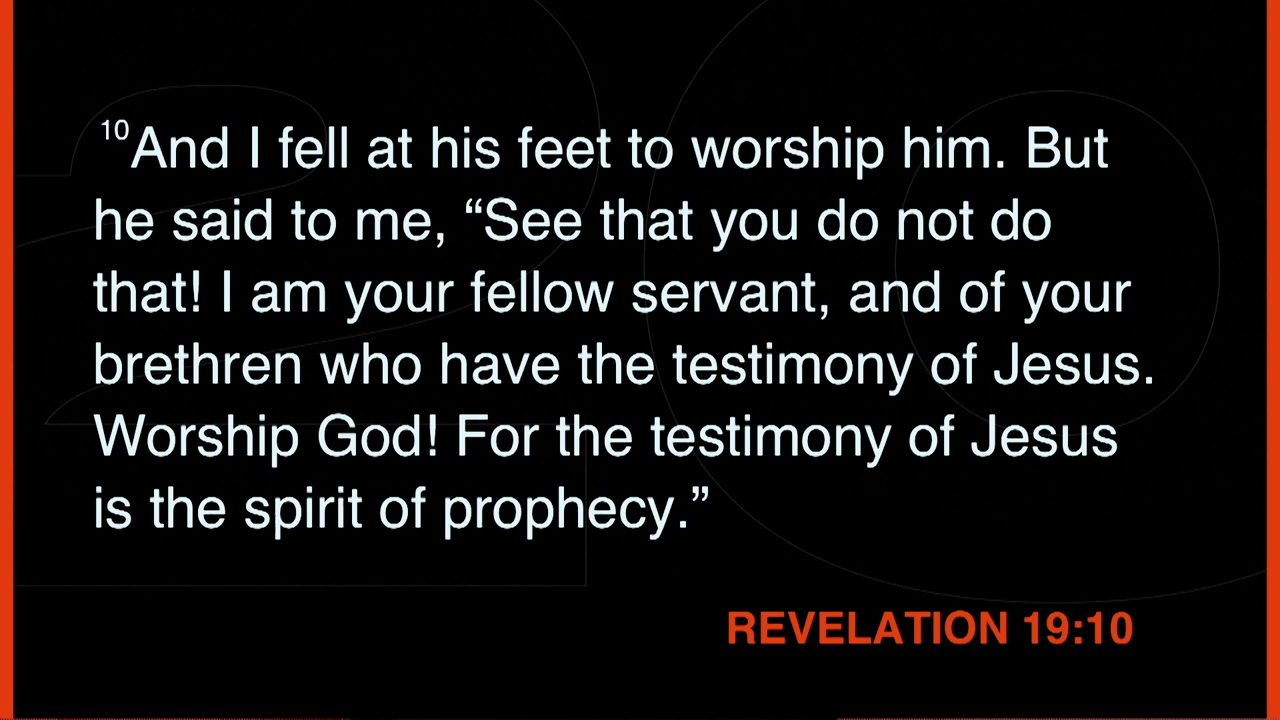 10And I fell at his feet to worship him. But
he said to me, “See that you do not do
that! I am your fellow servant, and of your
brethren who have the testimony of Jesus.
Worship God! For the testimony of Jesus
is the spirit of prophecy.”
REVELATION 19:10
20